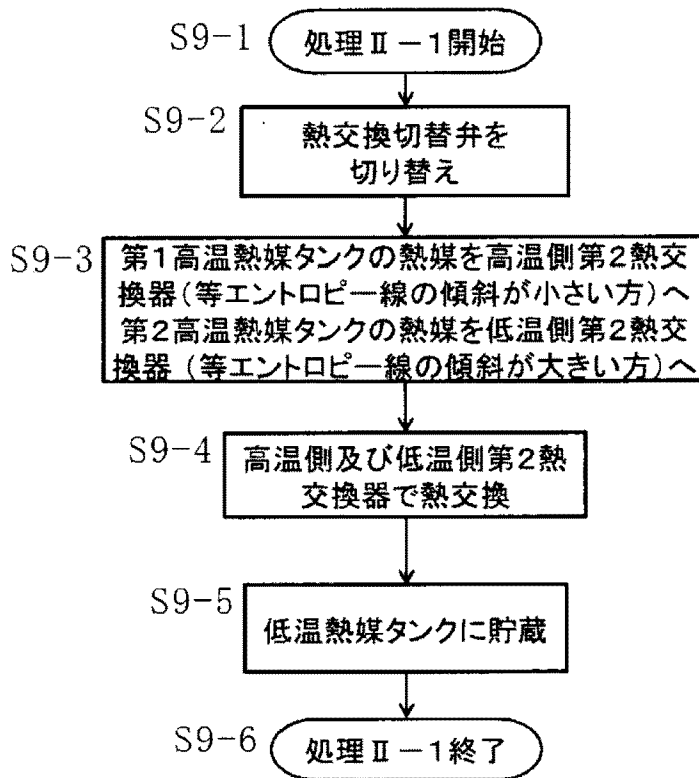 S9-1
処理Ⅱ－1開始
S9-2
熱交換切替弁を
切り替え
S9-3
第1高温熱媒タンクの熱媒を高温側第2熱交
換器(等エントロピー線の傾斜が小さい方)へ
第2高温熱媒タンクの熱媒を低温側第2熱交
換器(等エントロピー線の傾斜が大きい方)へ
S9-4
高温側及び低温側第2熱
交換器で熱交換
S9-5
低温熱媒タンクに貯蔵
S9-6
処理Ⅱ－1終了